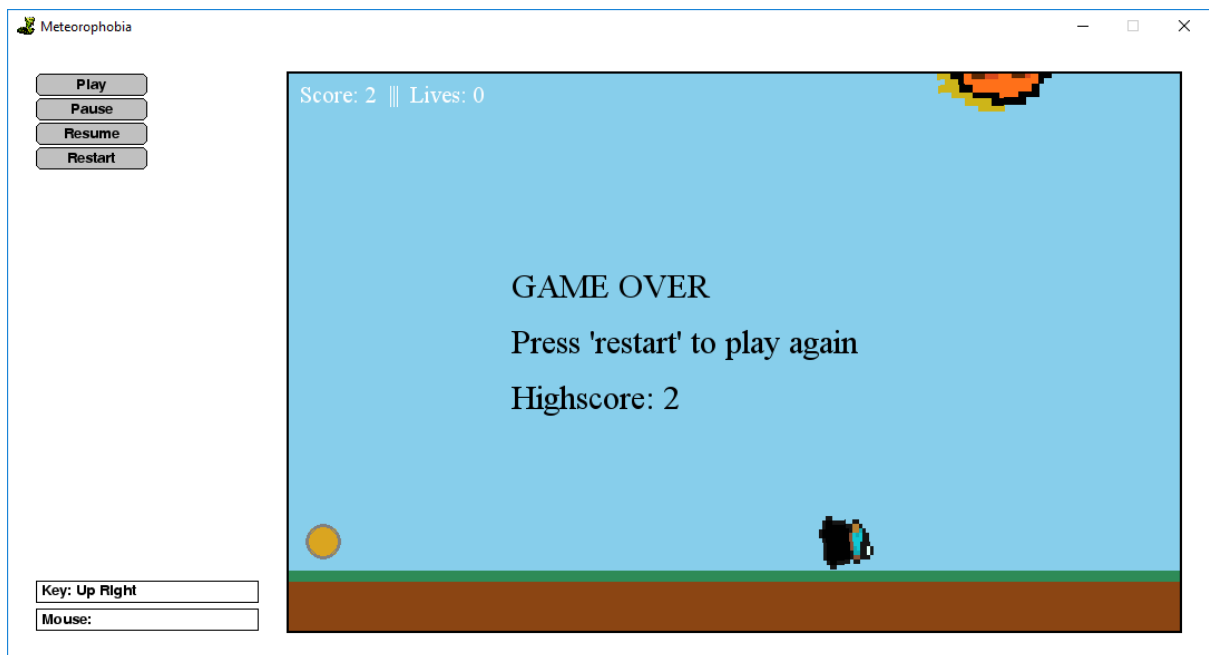 Meteorophobia
Play
Pause
Resume
Restart
Score: 2 ||| Lives: 0
GAME OVER
Press 'restart' to play again
Highscore: 2
Key: Up Right
Mouse: